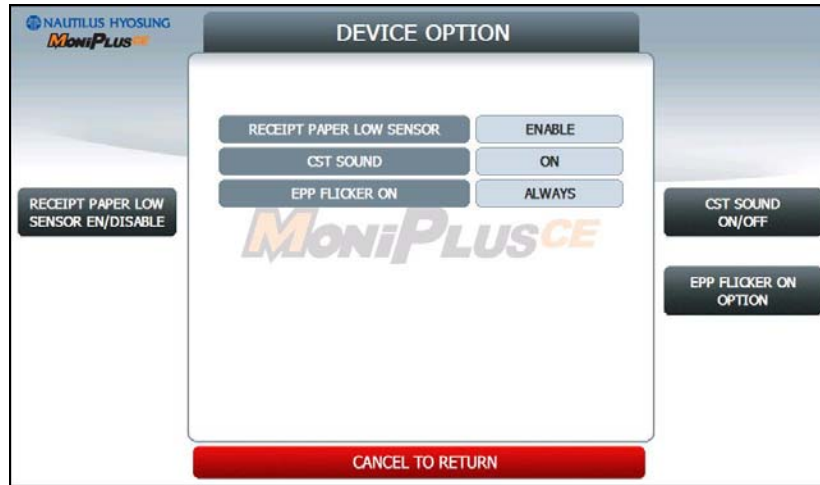 NAUTILUS HYOSUNG
MONIPLUS CE
DEVICE OPTION
RECEIPT PAPER LOW SENSOR ENABLE
CST SOUND ON
EPP FLICKER ON ALWAYS
RECEIPT PAPER LOW
SENSOR EN/DISABLE
CST SOUND
ON/OFF
MONIPLUS CE
EPP FLICKER ON
OPTION
CANCEL TO RETURN